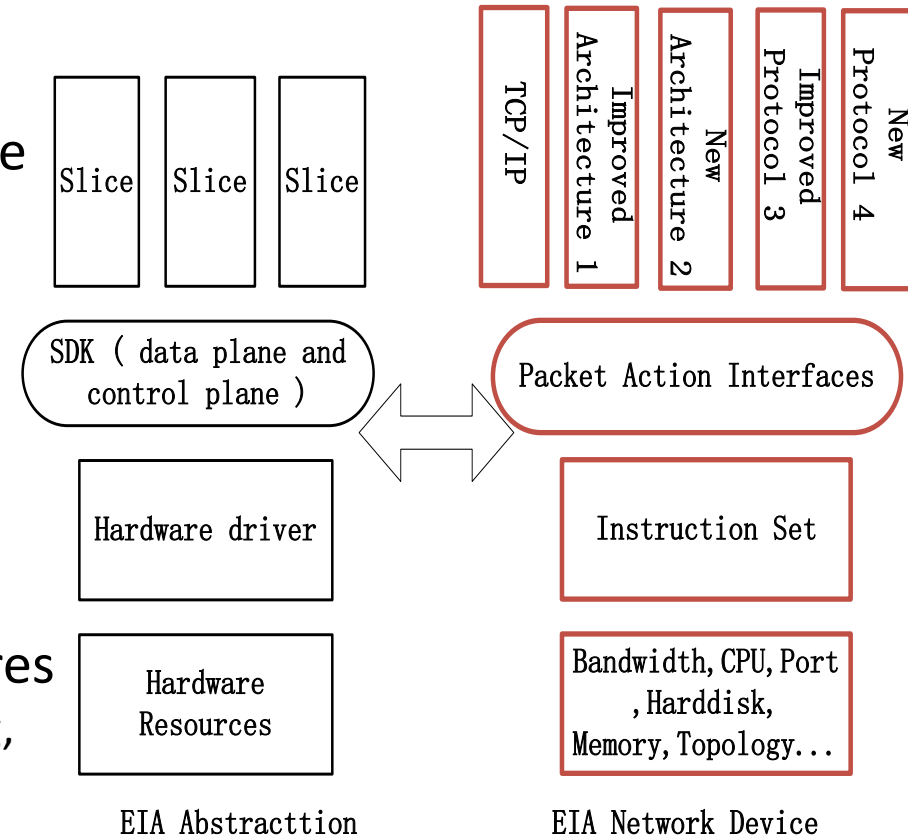 e
res
,
Slice
Slice
Slice
SDK ( data plane and
control plane )
Hardware driver
Hardware
Resources
EIA Abstracttion
TCP/IP
Improved
Architecture 1
New
Architecture 2
Improved
Protocol 3
New
Protocol 4
Packet Action Interfaces
Instruction Set
Bandwidth, CPU, Port
, Harddisk,
Memory, Topology...
EIA Network Device